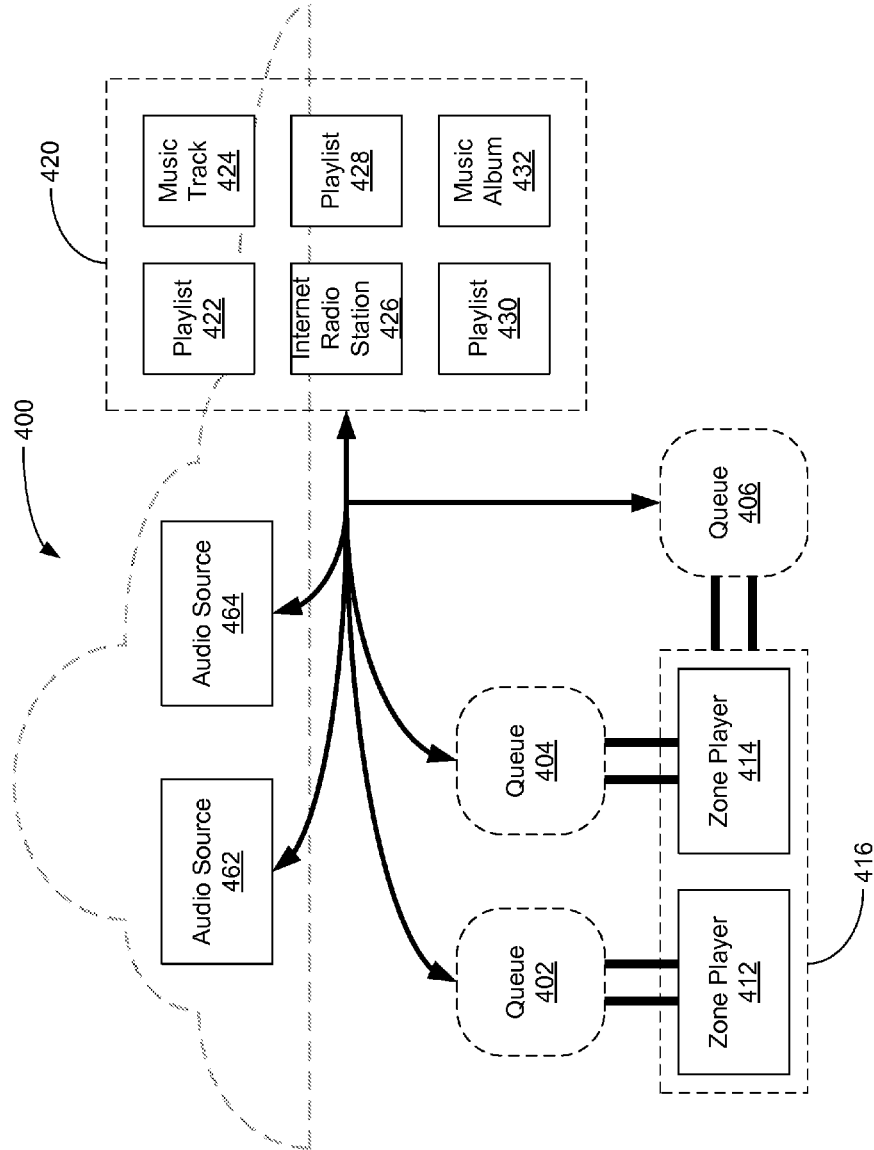 400
420
Audio Source
462
Audio Source
464
Playlist
422
Music
Track
424
Internet
Radio
Station
426
Playlist
428
Playlist
430
Music
Album
432
Queue
402
Queue
404
Queue
406
Zone Player
412
Zone Player
414
416